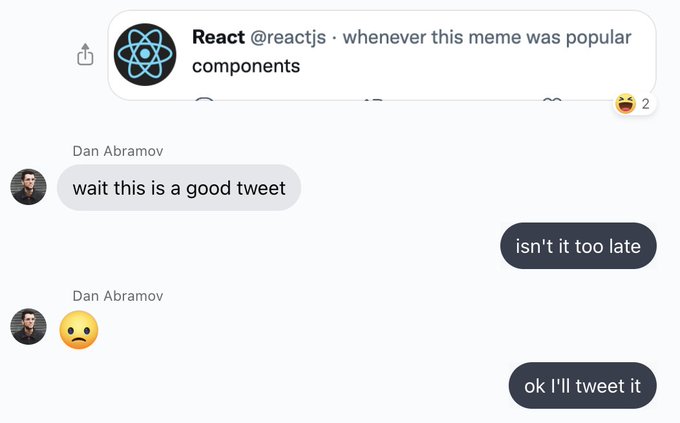 React @reactjs · whenever this meme was popular
components
2
Dan Abramov
wait this is a good tweet
isn't it too late
Dan Abramov
ok I'll tweet it